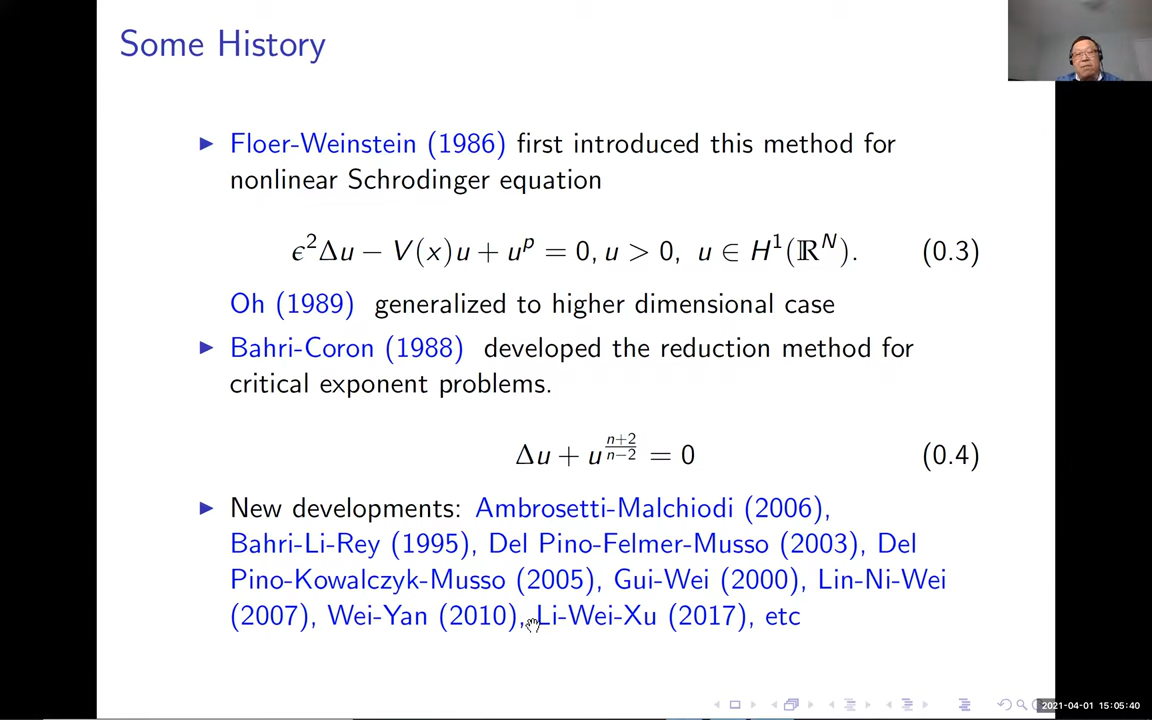 Some History
▶ Floer-Weinstein (1986) first introduced this method for
nonlinear Schrodinger equation
ϵ²Δu − V(x)u + uᵖ = 0, u > 0, u ∈ H¹(ℝᴺ). (0.3)
Oh (1989) generalized to higher dimensional case
▶ Bahri-Coron (1988) developed the reduction method for
critical exponent problems.
Δu + u^{\frac{n+2}{n−2}} = 0 (0.4)
▶ New developments: Ambrosetti-Malchiodi (2006),
Bahri-Li-Rey (1995), Del Pino-Felmer-Musso (2003), Del
Pino-Kowalczyk-Musso (2005), Gui-Wei (2000), Lin-Ni-Wei
(2007), Wei-Yan (2010), Li-Wei-Xu (2017), etc
2021-04-01 15:05:40